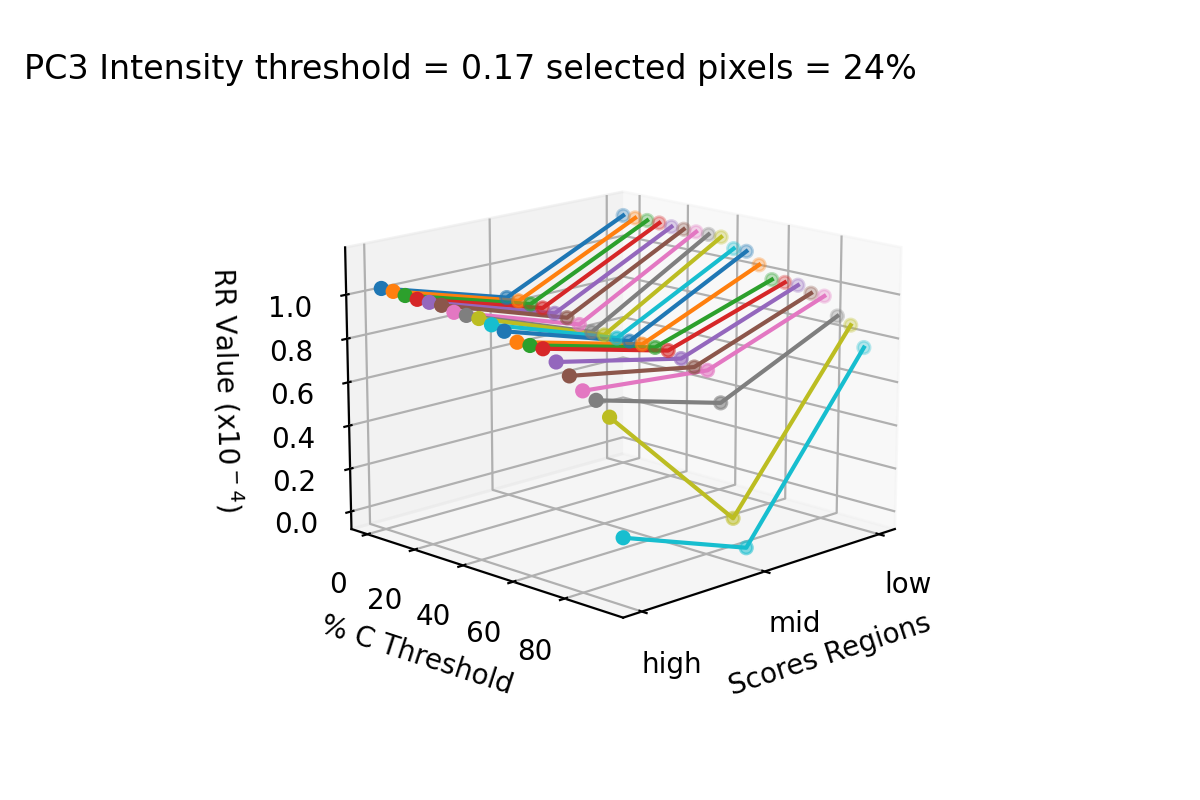 PC3 Intensity threshold = 0.17 selected pixels = 24%
RR Value (x10⁻⁴)
1.0
0.8
0.6
0.4
0.2
0.0
0
20
40
60
80
% C Threshold
high
mid
low
Scores Regions